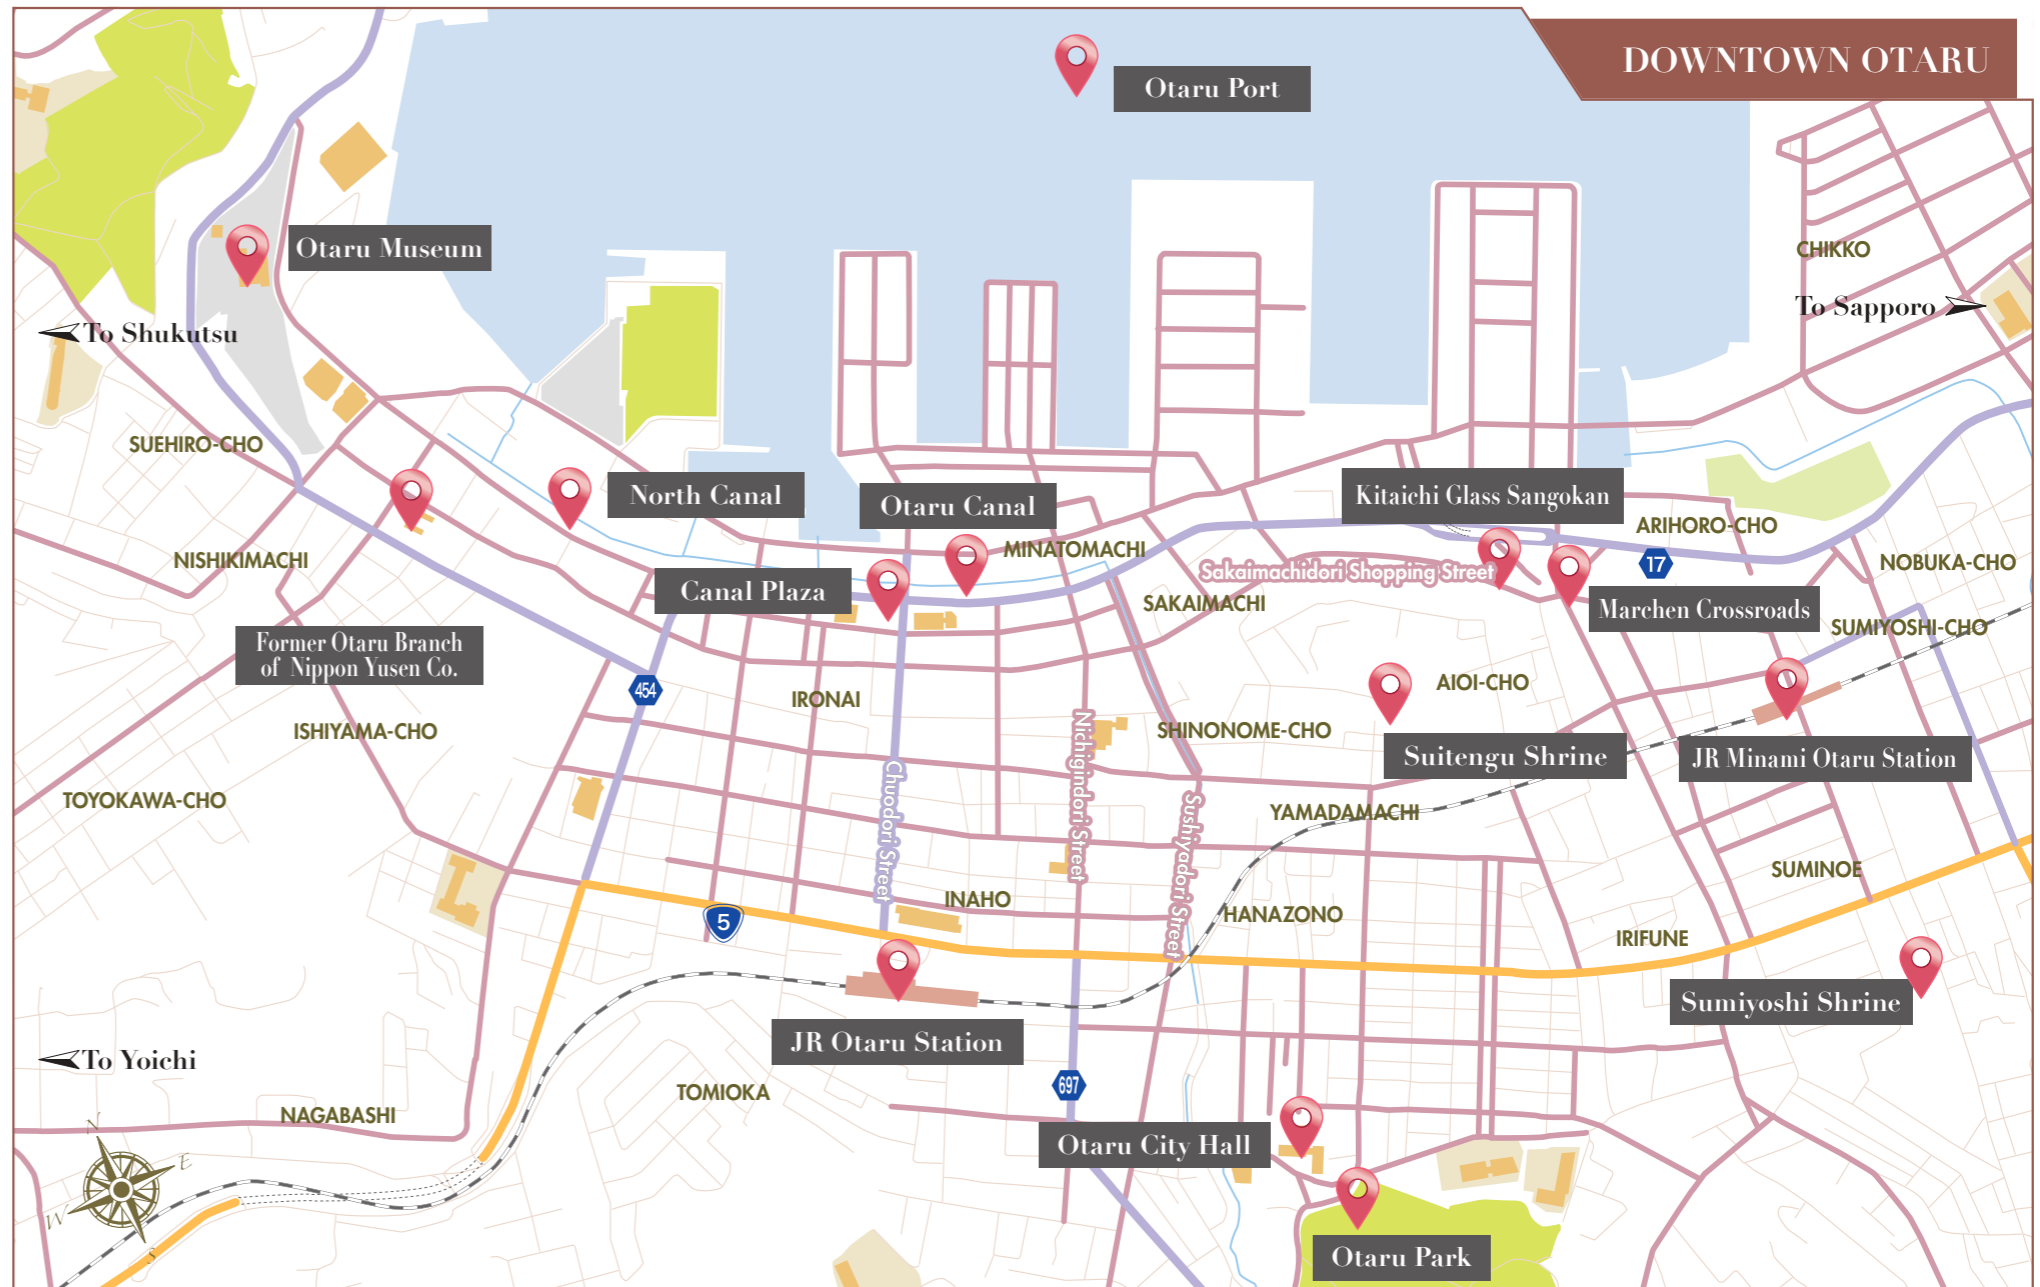 DOWNTOWN OTARU
Otaru Port
Otaru Museum
CHIKKO
To Sapporo
To Shukutsu
SUEHIRO-CHO
North Canal
Otaru Canal
Kitaichi Glass Sangokan
ARIHORO-CHO
MINATOMACHI
NISHIKIMACHI
NOBUKA-CHO
17
Sakaimachidori Shopping Street
Canal Plaza
SAKAIMACHI
Marchen Crossroads
SUMIYOSHI-CHO
Former Otaru Branch
of Nippon Yusen Co.
454
AIOI-CHO
IRONAI
ISHIYAMA-CHO
SHINONOME-CHO
Suitengu Shrine
JR Minami Otaru Station
Nichigindori Street
Chuodori Street
Sushiyadori Street
TOYOKAWA-CHO
YAMADAMACHI
SUMINOE
INAHO
HANAZONO
5
IRIFUNE
Sumiyoshi Shrine
JR Otaru Station
To Yoichi
697
TOMIOKA
NAGABASHI
Otaru City Hall
N
E
W
S
Otaru Park